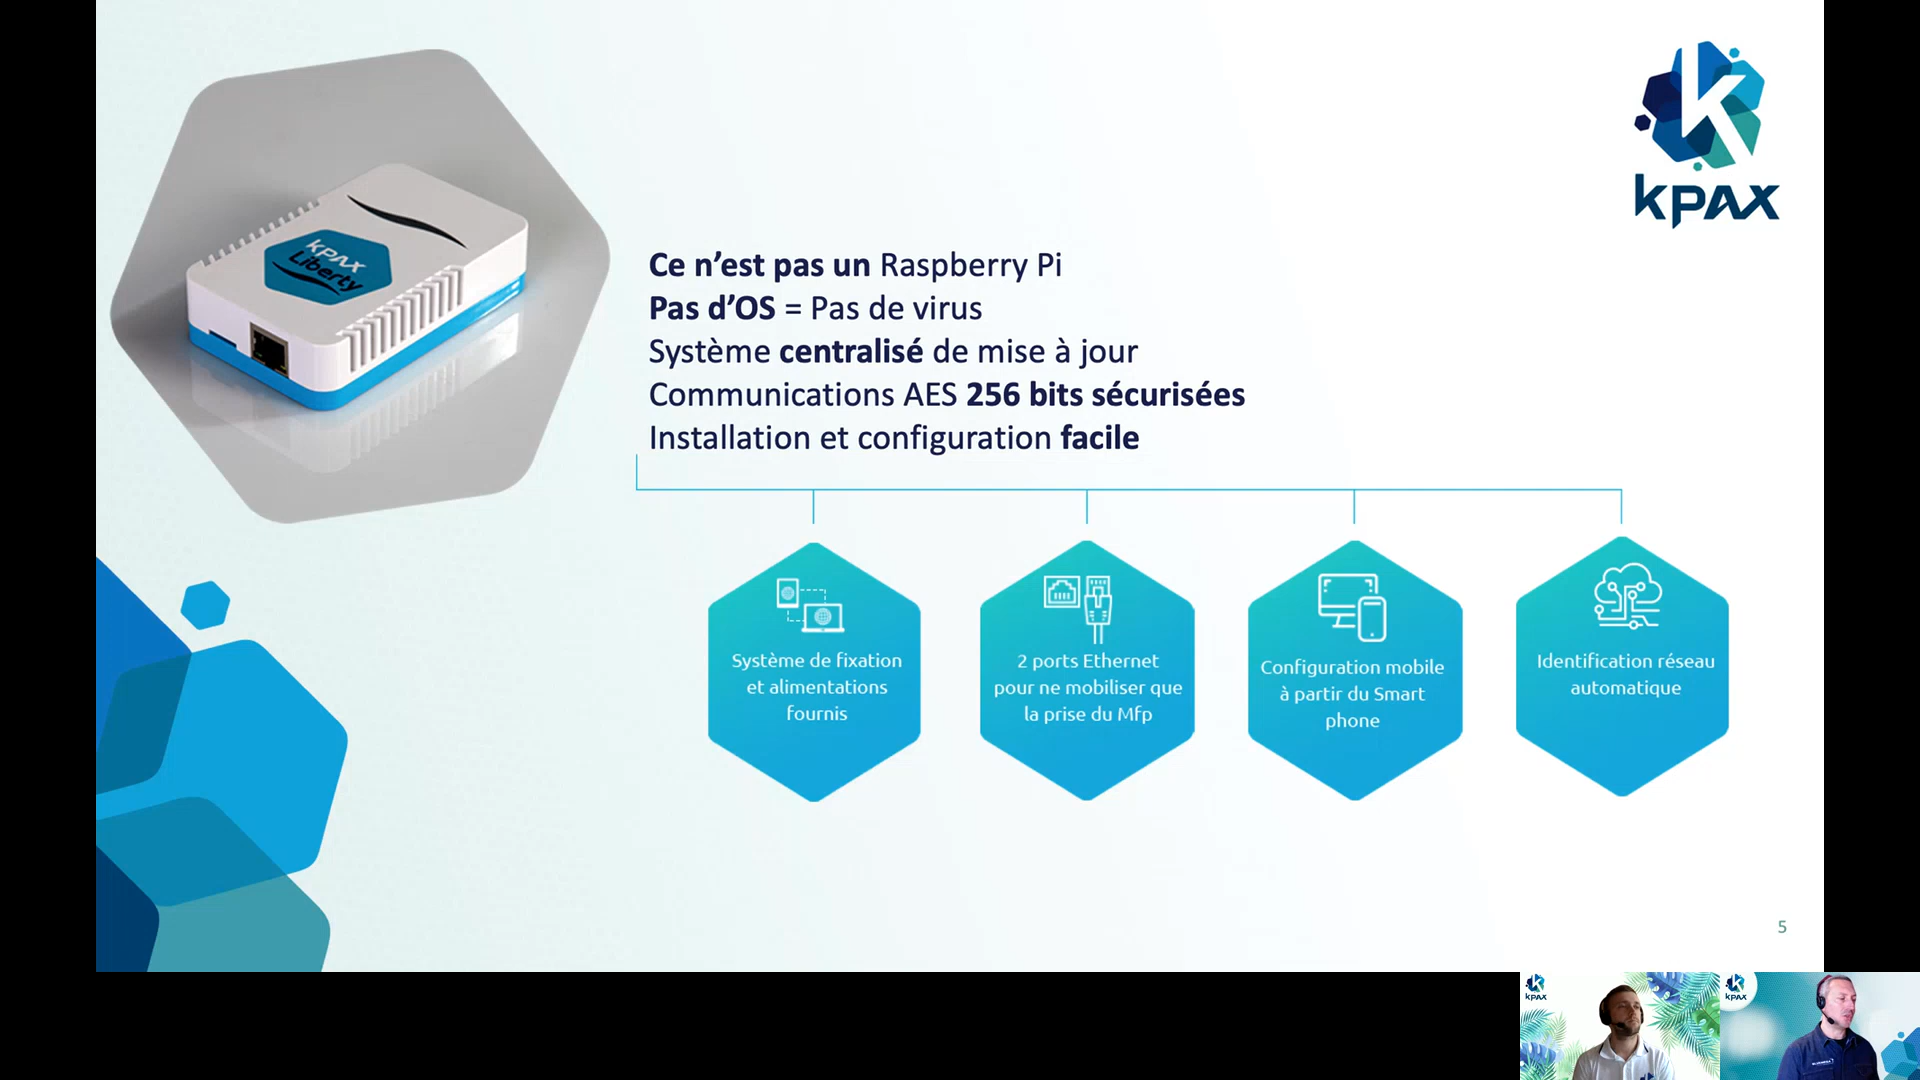 kpax
kpax
Liberty
Ce n’est pas un Raspberry Pi
Pas d’OS = Pas de virus
Système centralisé de mise à jour
Communications AES 256 bits sécurisées
Installation et configuration facile
Système de fixation
et alimentations
fournis
2 ports Ethernet
pour ne mobiliser que
la prise du Mfp
Configuration mobile
à partir du Smart
phone
Identification réseau
automatique
5
kpax
kpax